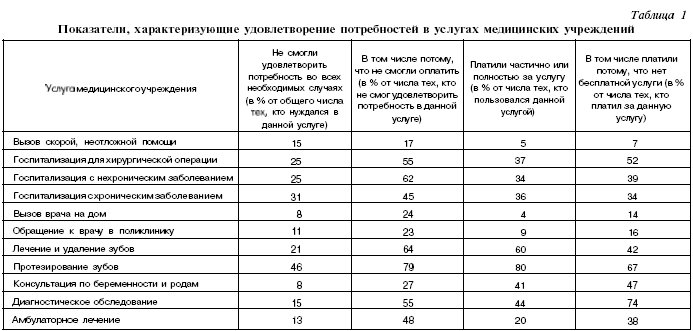 Таблица 1
Показатели, характеризующие удовлетворение потребностей в услугах медицинских учреждений
Услуга медицинского учреждения
Не смогли
удовлетворить
потребность во всех
необходимых случаях
(в % от общего числа
тех, кто нуждался в
данной услуге)
В том числе потому,
что не смогли оплатить
(в % от числа тех, кто
не смог удовлетворить
потребность в данной
услуге)
Платили частично или
полностью за услугу
(в % от числа тех, кто
пользовался данной
услугой)
В том числе платили
потому, что нет
бесплатной услуги (в %
от числа тех, кто
платил за данную
услугу)
Вызов скорой, неотложной помощи 15 17 5 7
Госпитализация для хирургической операции 25 55 37 52
Госпитализация с нехроническим заболеванием 25 62 34 39
Госпитализация с хроническим заболеванием 31 45 36 34
Вызов врача на дом 8 24 4 14
Обращение к врачу в поликлинику 11 23 9 16
Лечение и удаление зубов 21 64 60 42
Протезирование зубов 46 79 80 67
Консультация по беременности и родам 8 27 41 47
Диагностическое обследование 15 55 44 74
Амбулаторное лечение 13 48 20 38